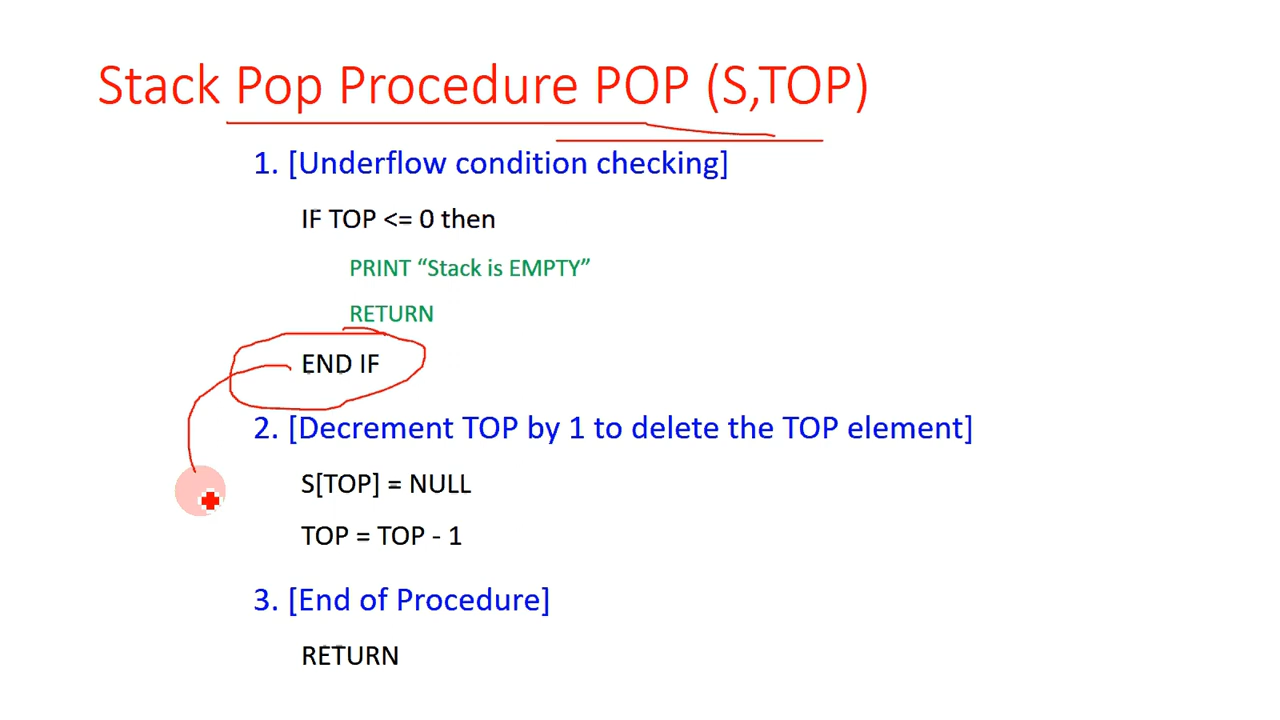 Stack Pop Procedure POP (S,TOP)
1. [Underflow condition checking]
IF TOP <= 0 then
PRINT “Stack is EMPTY”
RETURN
END IF
2. [Decrement TOP by 1 to delete the TOP element]
S[TOP] = NULL
TOP = TOP - 1
3. [End of Procedure]
RETURN